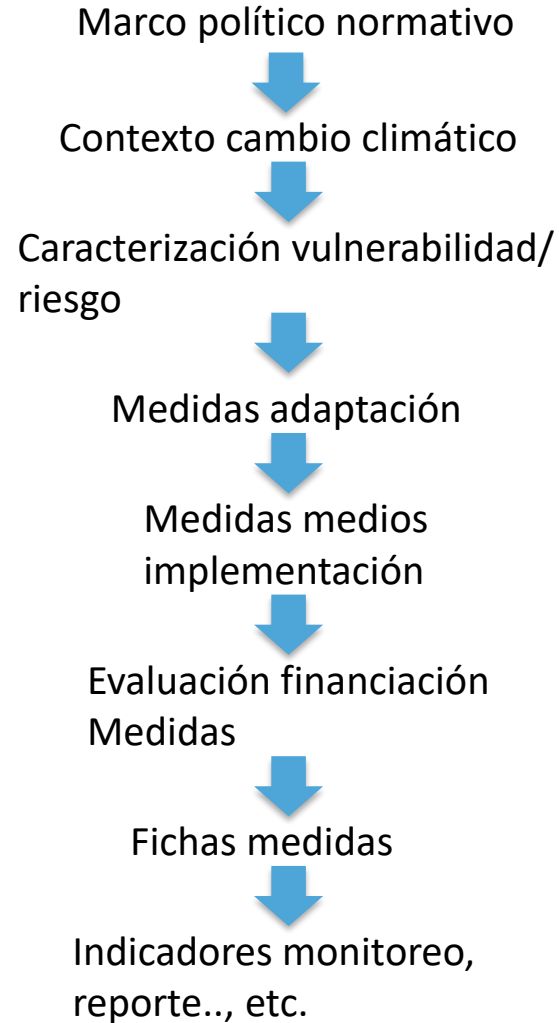 Marco político normativo
Contexto cambio climático
Caracterización vulnerabilidad/
riesgo
Medidas adaptación
Medidas medios
implementación
Evaluación financiación
Medidas
Fichas medidas
Indicadores monitoreo,
reporte.., etc.